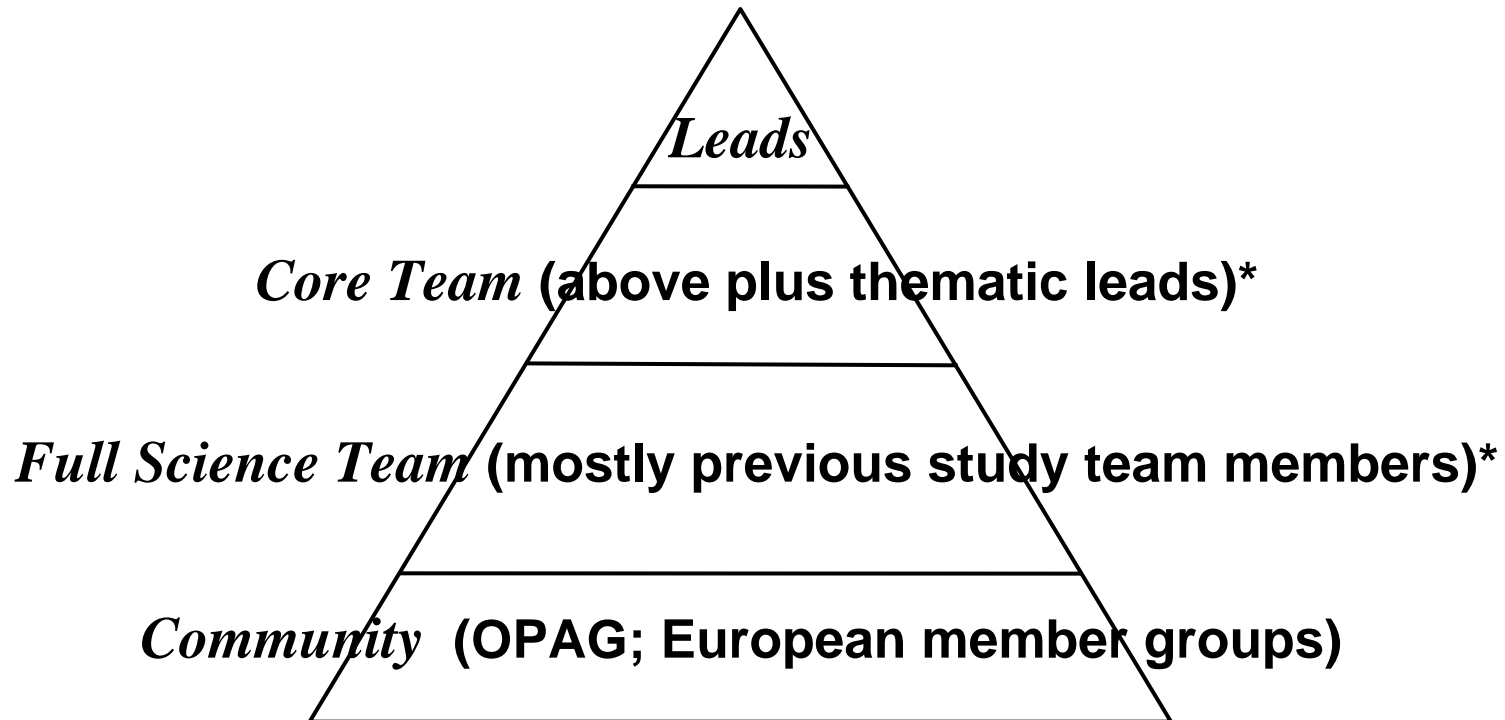 Leads
Core Team (above plus thematic leads)*
Full Science Team (mostly previous study team members)*
Community (OPAG; European member groups)